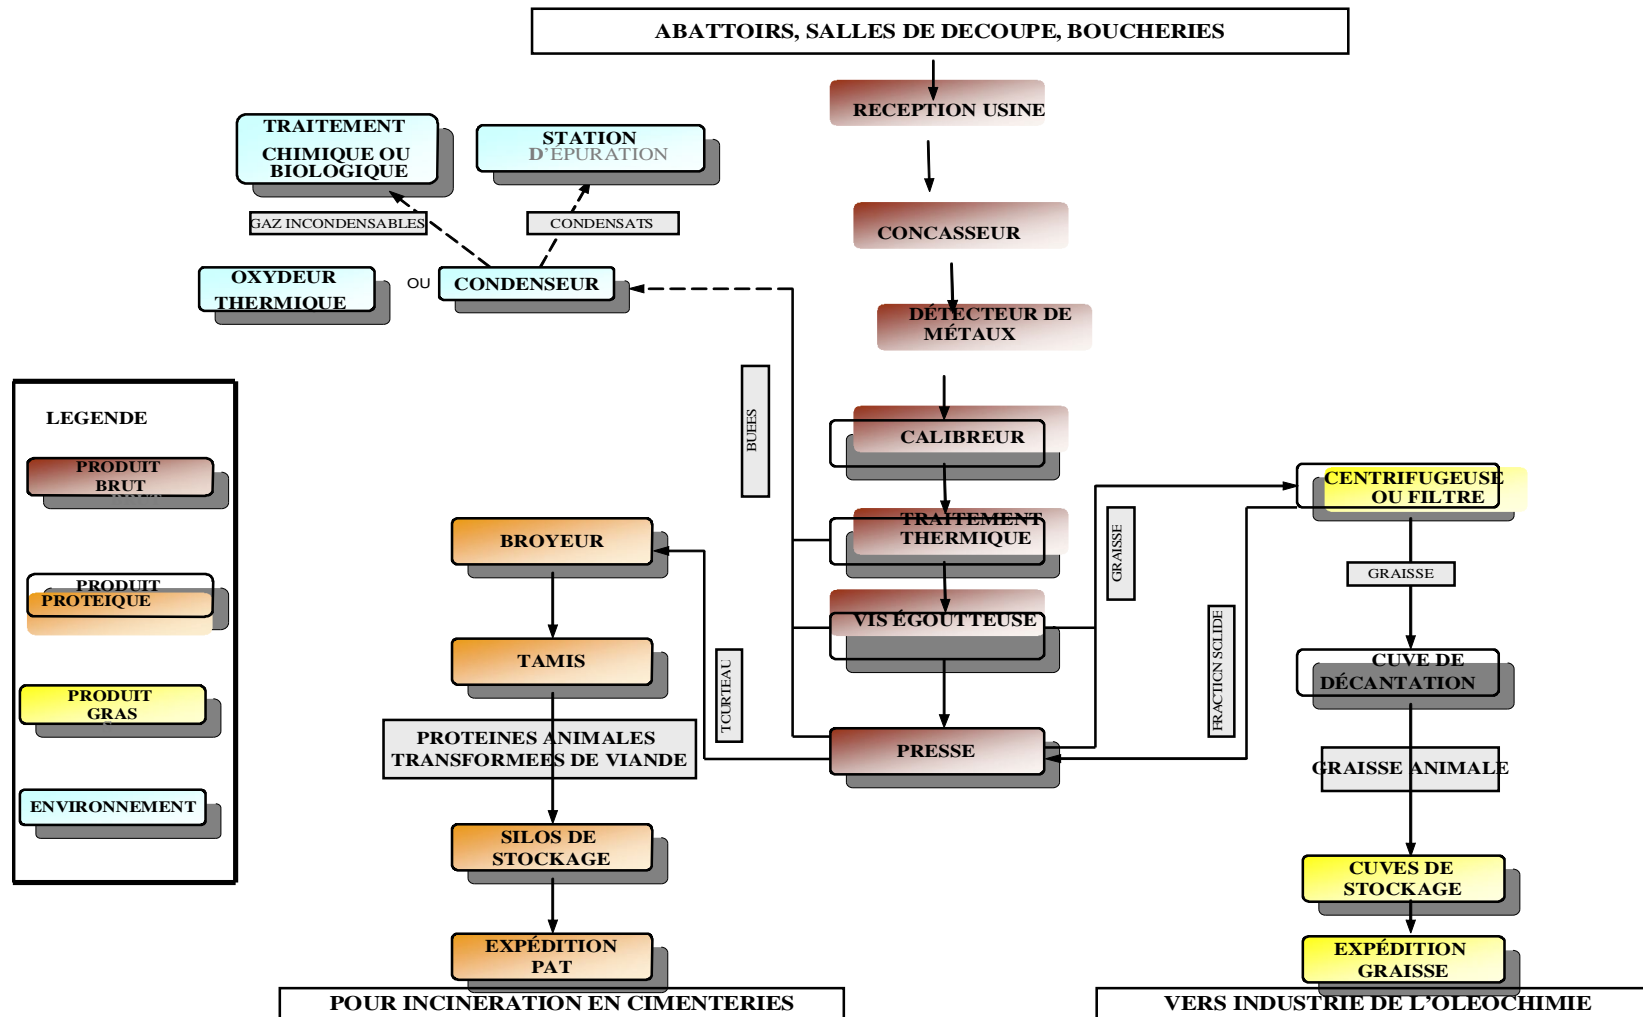 ABATTOIRS, SALLES DE DECOUPE, BOUCHERIES
RECEPTION USINE
TRAITEMENT
CHIMIQUE OU
BIOLOGIQUE
STATION
D'ÉPURATION
GAZ INCONDENSABLES
CONDENSATS
CONCASSEUR
OXYDEUR
THERMIQUE
OU
CONDENSEUR
DÉTECTEUR DE
MÉTAUX
BUEES
LEGENDE
PRODUIT
BRUT
PRODUIT
PROTEIQUE
PRODUIT
GRAS
ENVIRONNEMENT
CALIBREUR
TRAITEMENT
THERMIQUE
VIS ÉGOUTTEUSE
PRESSE
GRAISSE
FRACTICN SCLIDE
TCURTEAU
CENTRIFUGEUSE
OU FILTRE
GRAISSE
CUVE DE
DÉCANTATION
GRAISSE ANIMALE
CUVES DE
STOCKAGE
EXPÉDITION
GRAISSE
VERS INDUSTRIE DE L'OLEOCHIMIE
BROYEUR
TAMIS
PROTEINES ANIMALES
TRANSFORMEES DE VIANDE
SILOS DE
STOCKAGE
EXPÉDITION
PAT
POUR INCINERATION EN CIMENTERIES